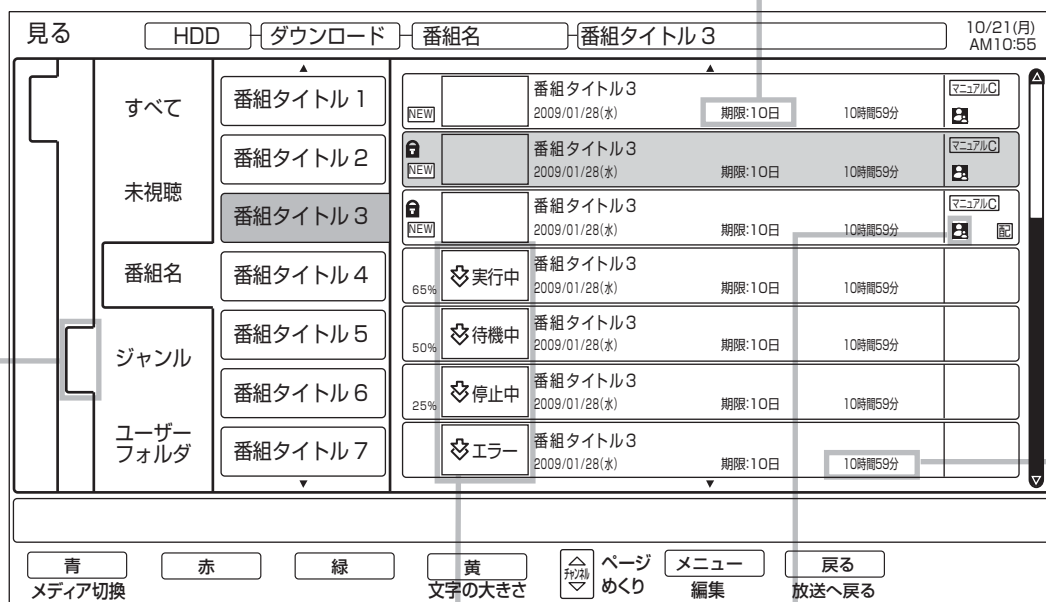 見る
HDD
ダウンロード
番組名
番組タイトル 3
10/21(月)
AM10:55
すべて
未視聴
番組名
ジャンル
ユーザー
フォルダ
番組タイトル 1
番組タイトル 2
番組タイトル 3
番組タイトル 4
番組タイトル 5
番組タイトル 6
番組タイトル 7
番組タイトル3
NEW
2009/01/28(水)
期限:10日
10時間59分
マニュアルC
番組タイトル3
NEW
2009/01/28(水)
期限:10日
10時間59分
マニュアルC
番組タイトル3
NEW
2009/01/28(水)
期限:10日
10時間59分
マニュアルC
配
65%
実行中
番組タイトル3
2009/01/28(水)
期限:10日
10時間59分
50%
待機中
番組タイトル3
2009/01/28(水)
期限:10日
10時間59分
25%
停止中
番組タイトル3
2009/01/28(水)
期限:10日
10時間59分
エラー
番組タイトル3
2009/01/28(水)
期限:10日
10時間59分
青
メディア切換
赤
緑
黄
文字の大きさ
チャンネル
ページ
めくり
メニュー
編集
戻る
放送へ戻る